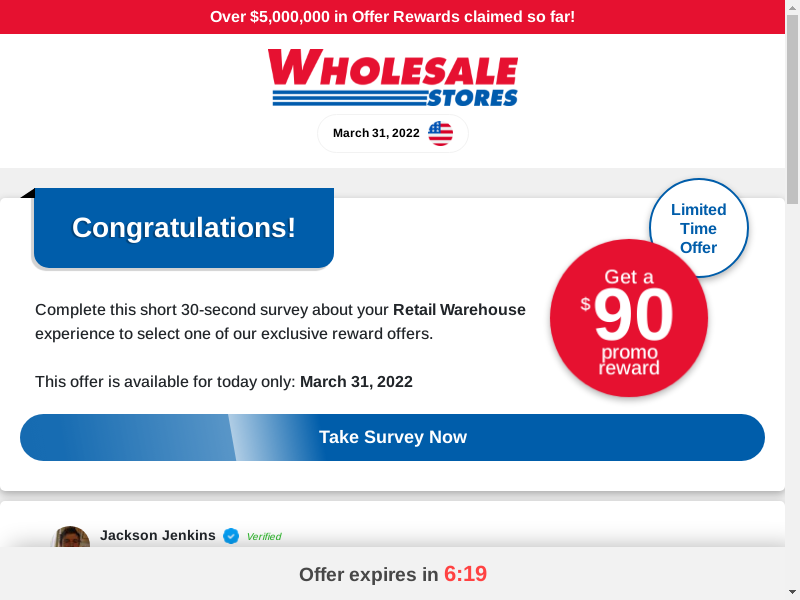 Over $5,000,000 in Offer Rewards claimed so far!
WHOLESALE
STORES
March 31, 2022
Limited
Time
Offer
Congratulations!
Get a
$90
promo
reward
Complete this short 30-second survey about your Retail Warehouse
experience to select one of our exclusive reward offers.
This offer is available for today only: March 31, 2022
Take Survey Now
Jackson Jenkins Verified
Offer expires in 6:19